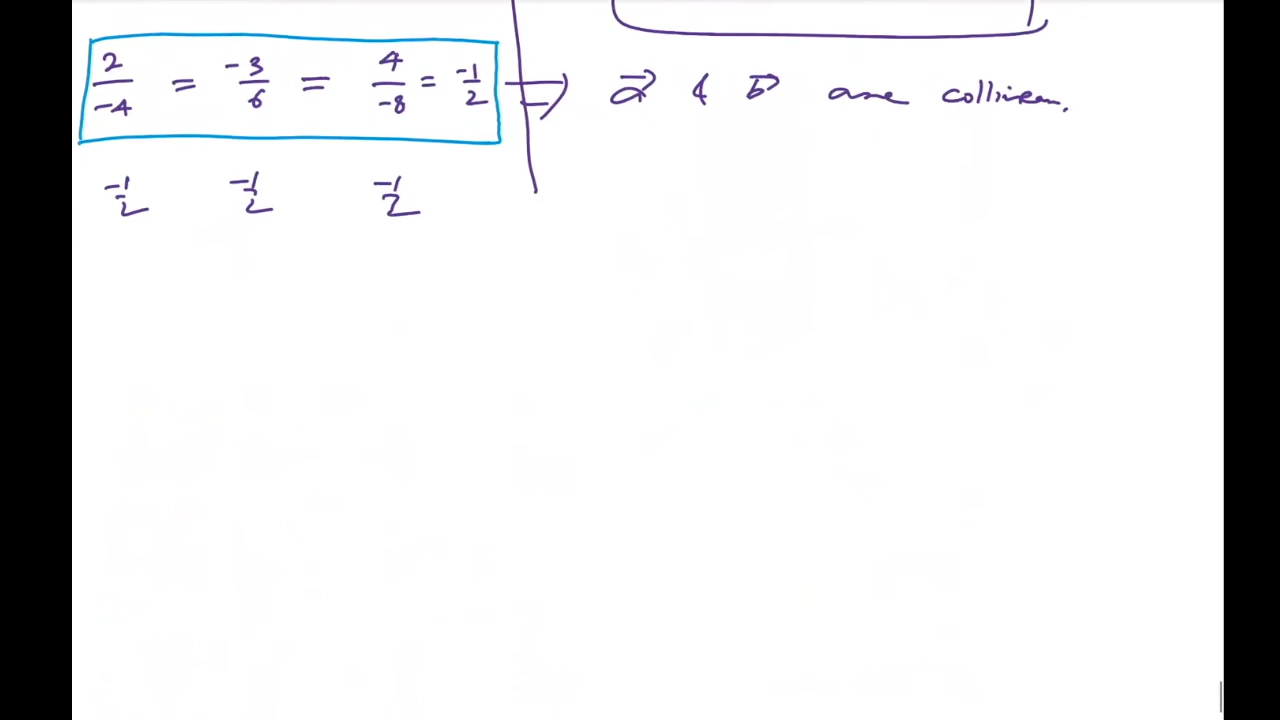 2/-4 = -3/6 = 4/-8 = -1/2 ⇒ a⃗ & b⃗ are collinear.
-1/2 -1/2 -1/2